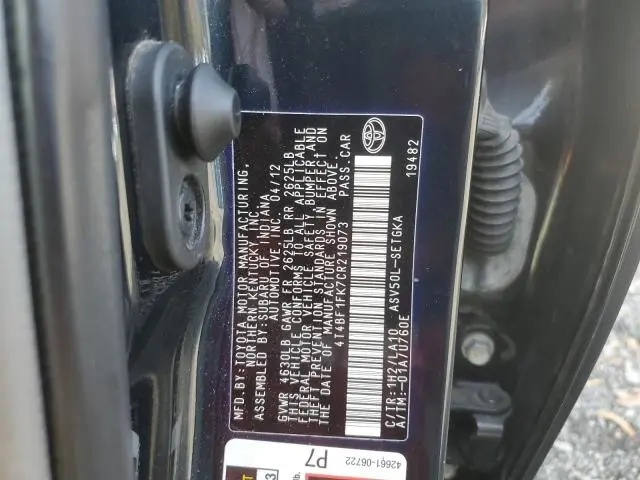 MFD.BY:TOYOTA MOTOR MANUFACTURING,
NORTHERN KENTUCKY, INC.
ASSEMBLED BY:SUBARU OF INDIANA
AUTOMOTIVE,INC. 04/12
GVWR 4630LB GAWR FR 2625LB RR 2625LB
THIS VEHICLE CONFORMS TO ALL APPLICABLE
FEDERAL MOTOR VEHICLE SAFETY,BUMPER,AND
THEFT PREVENTION STANDARDS IN EFFECT ON
THE DATE OF MANUFACTURE SHOWN ABOVE.
4T4BF1FK7CR219073 PASS.CAR
C/TR:1H2/LA10 ASV50L-SETGKA
A/TM:-01A/U760E 19482
42661-06722
P7